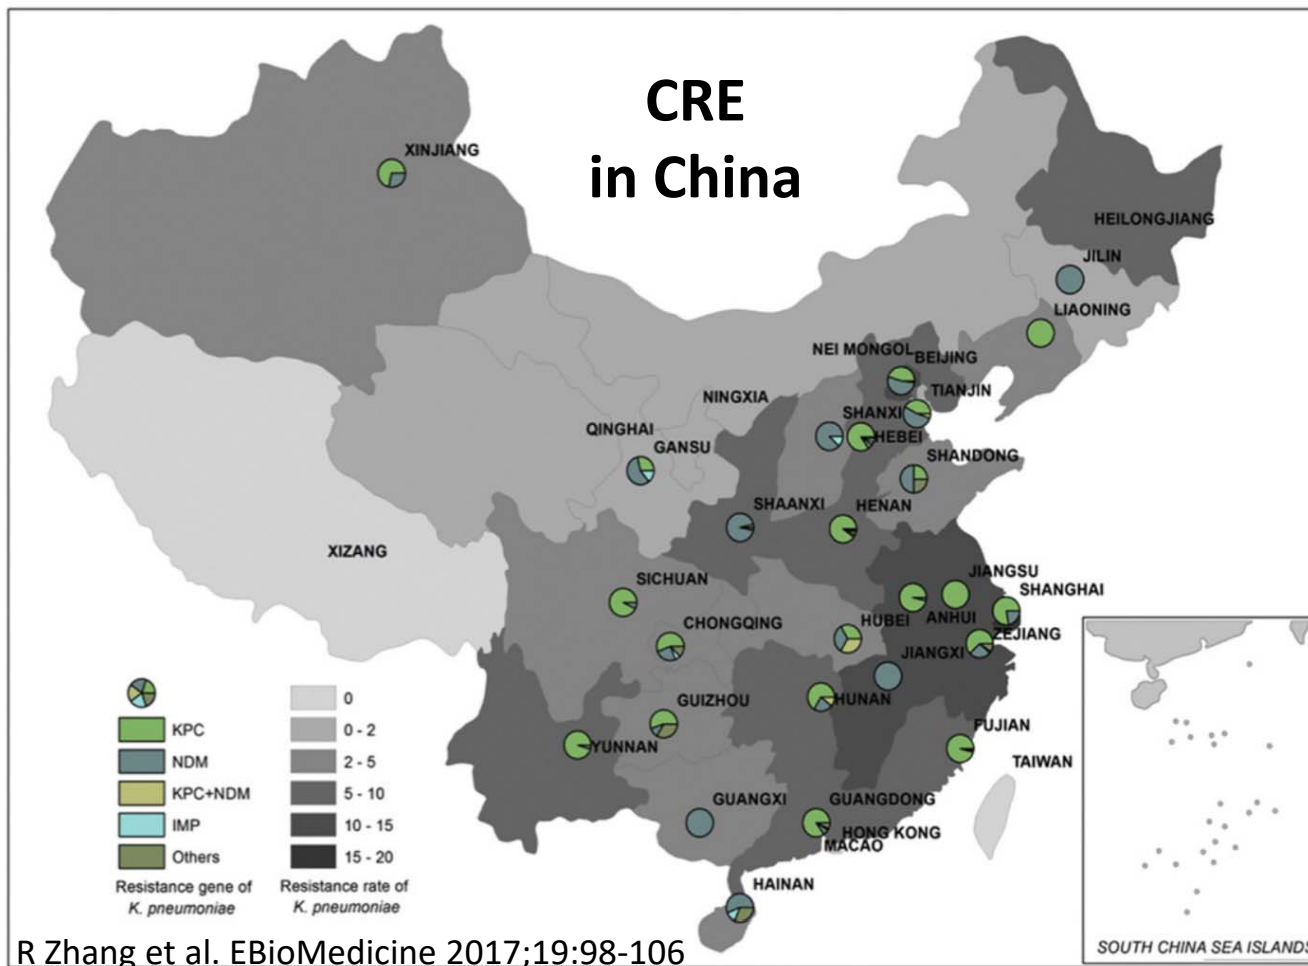 CRE
in China
XINJIANG
HEILONGJIANG
JILIN
LIAONING
NEI MONGOL
BEIJING
TIANJIN
NINGXIA
SHANXI
HEBEI
QINGHAI
GANSU
SHANDONG
SHAANXI
HENAN
XIZANG
SICHUAN
JIANGSU
SHANGHAI
CHONGQING
HUBEI
ANHUI
ZEJIANG
JIANGXI
GUIZHOU
HUNAN
YUNNAN
FUJIAN
TAIWAN
GUANGXI
GUANGDONG
HONG KONG
MACAO
HAINAN
KPC
NDM
KPC+NDM
IMP
Others
Resistance gene of
K. pneumoniae
0
0 - 2
2 - 5
5 - 10
10 - 15
15 - 20
Resistance rate of
K. pneumoniae
SOUTH CHINA SEA ISLANDS
R Zhang et al. EBioMedicine 2017;19:98-106